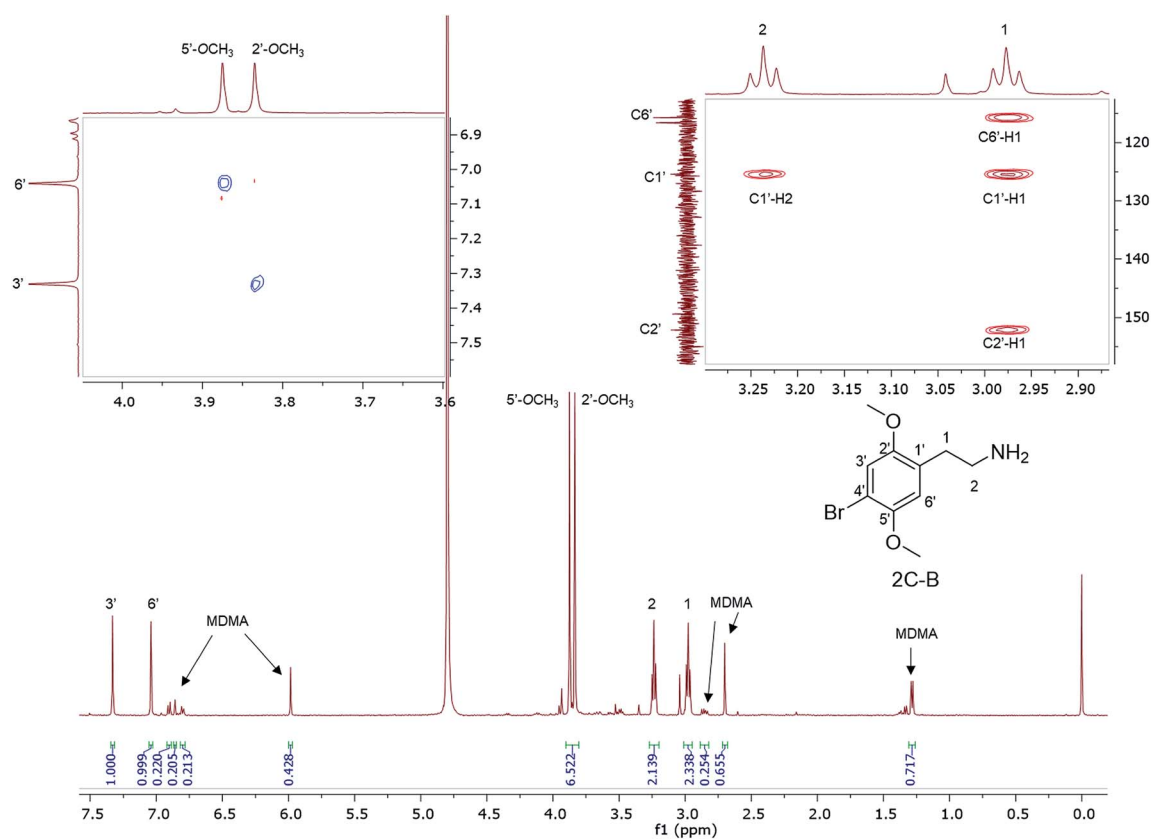 5'-OCH₃ 2'-OCH₃
6.9
7.0
7.1
7.2
7.3
7.4
7.5
6'
3'
4.0 3.9 3.8 3.7 3.6
2 1
C6'
C1'
C2'
C6'-H1
C1'-H2 C1'-H1
C2'-H1
120
130
140
150
3.25 3.20 3.15 3.10 3.05 3.00 2.95 2.90
5'-OCH₃ 2'-OCH₃
O
2' 1' 1 NH₂
3' 2
4' 6'
Br 5'
O
2C-B
3' 6' MDMA 2 1 MDMA MDMA
1.000 0.999 0.220 0.205 0.213 0.428 6.522 2.139 2.338 0.254 0.655 0.717
7.5 7.0 6.5 6.0 5.5 5.0 4.5 4.0 3.5 3.0 2.5 2.0 1.5 1.0 0.5 0.0
f1 (ppm)